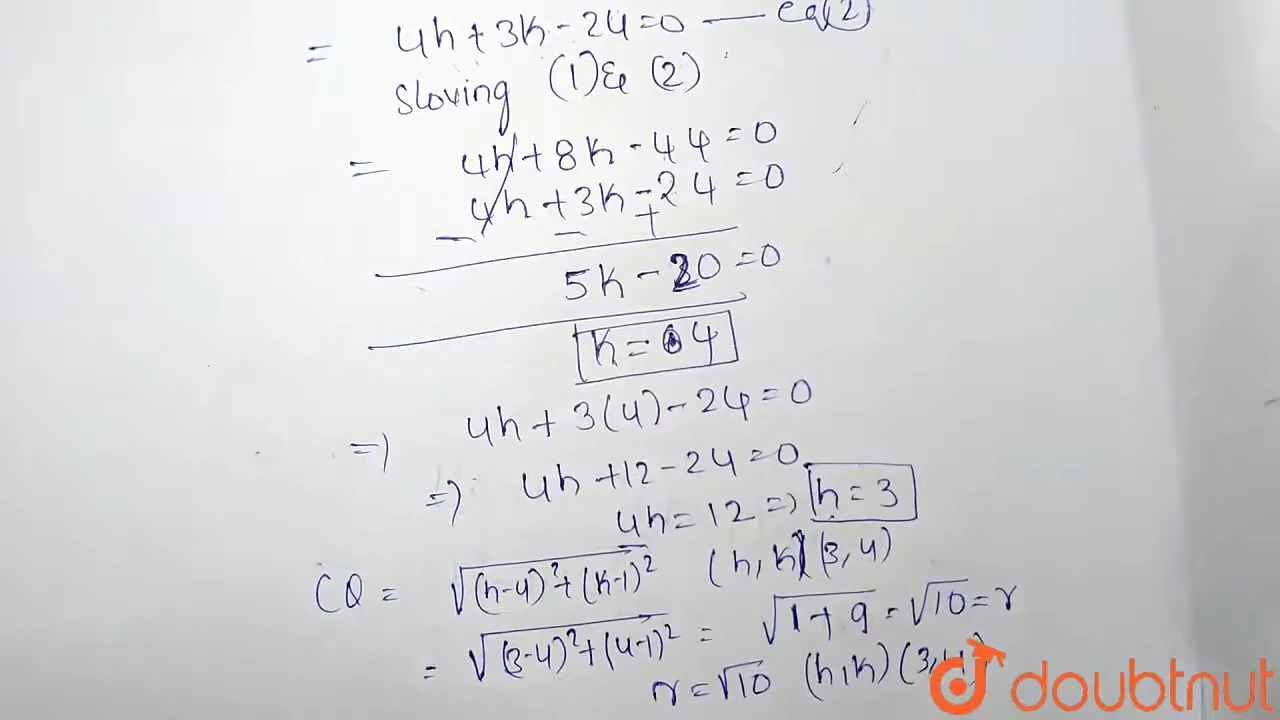 = 4h + 3k - 24 = 0 — eq(2)
Sloving (1) & (2)
= 4h + 8k - 44 = 0
4h + 3k - 24 = 0
- - +
5k - 20 = 0
k = 4
=) 4h + 3(4) - 24 = 0
=) 4h + 12 - 24 = 0
4h = 12 =) h = 3
CQ = √(h-4)² + (k-1)² (h, k) (3, 4)
= √(3-4)² + (4-1)² = √1 + 9 = √10 = r
r = √10 (h, k) (3, 4)
doubtnut